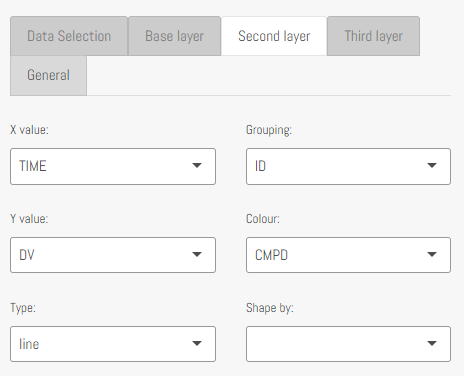 Data Selection Base layer Second layer Third layer
General
X value: Grouping:
TIME ID
Y value: Colour:
DV CMPD
Type: Shape by:
line